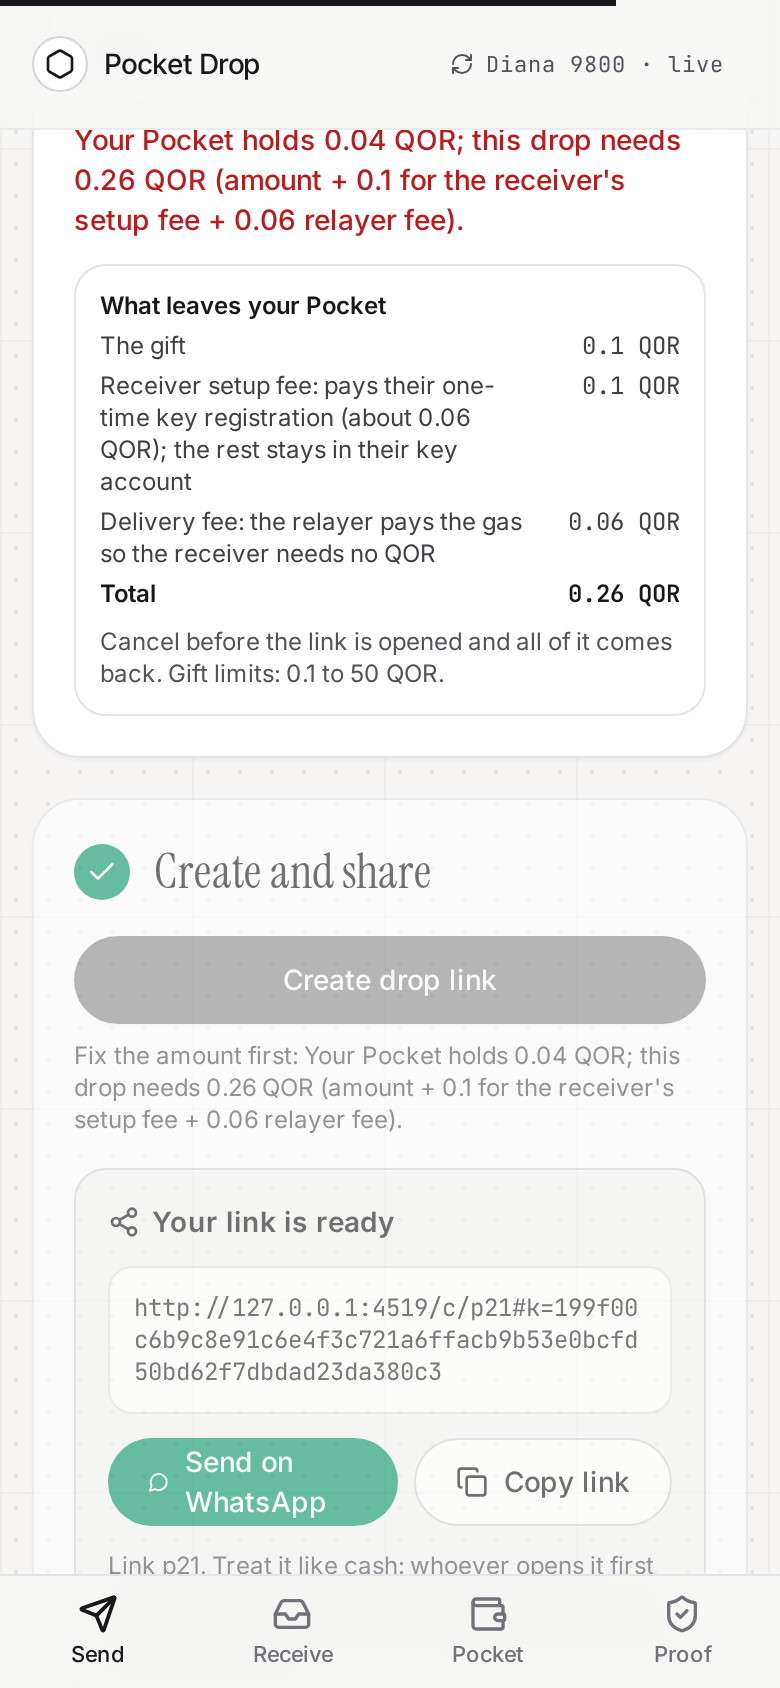 Pocket Drop
Diana 9800 · live
Your Pocket holds 0.04 QOR; this drop needs
0.26 QOR (amount + 0.1 for the receiver's
setup fee + 0.06 relayer fee).
What leaves your Pocket
The gift 0.1 QOR
Receiver setup fee: pays their one- 0.1 QOR
time key registration (about 0.06
QOR); the rest stays in their key
account
Delivery fee: the relayer pays the gas 0.06 QOR
so the receiver needs no QOR
Total 0.26 QOR
Cancel before the link is opened and all of it comes
back. Gift limits: 0.1 to 50 QOR.
Create and share
Create drop link
Fix the amount first: Your Pocket holds 0.04 QOR; this
drop needs 0.26 QOR (amount + 0.1 for the receiver's
setup fee + 0.06 relayer fee).
Your link is ready
http://127.0.0.1:4519/c/p21#k=199f00
c6b9c8e91c6e4f3c721a6ffacb9b53e0bcfd
50bd62f7dbdad23da380c3
Send on
WhatsApp
Copy link
Link p21. Treat it like cash: whoever opens it first
Send
Receive
Pocket
Proof